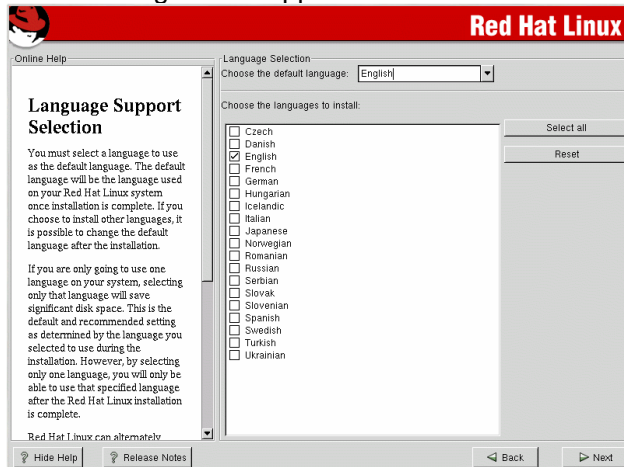 Red Hat Linux
Online Help
Language Support
Selection
You must select a language to use
as the default language. The default
language will be the language used
on your Red Hat Linux system
once installation is complete. If you
choose to install other languages, it
is possible to change the default
language after the installation.
If you are only going to use one
language on your system, selecting
only that language will save
significant disk space. This is the
default and recommended setting
as determined by the language you
selected to use during the
installation. However, by selecting
only one language, you will only be
able to use that specified language
after the Red Hat Linux installation
is complete.
Red Hat Linux can alternately
Language Selection
Choose the default language: English
Choose the languages to install:
Czech
Danish
English
French
German
Hungarian
Icelandic
Italian
Japanese
Norwegian
Romanian
Russian
Serbian
Slovak
Slovenian
Spanish
Swedish
Turkish
Ukrainian
Select all
Reset
Hide Help
Release Notes
Back
Next